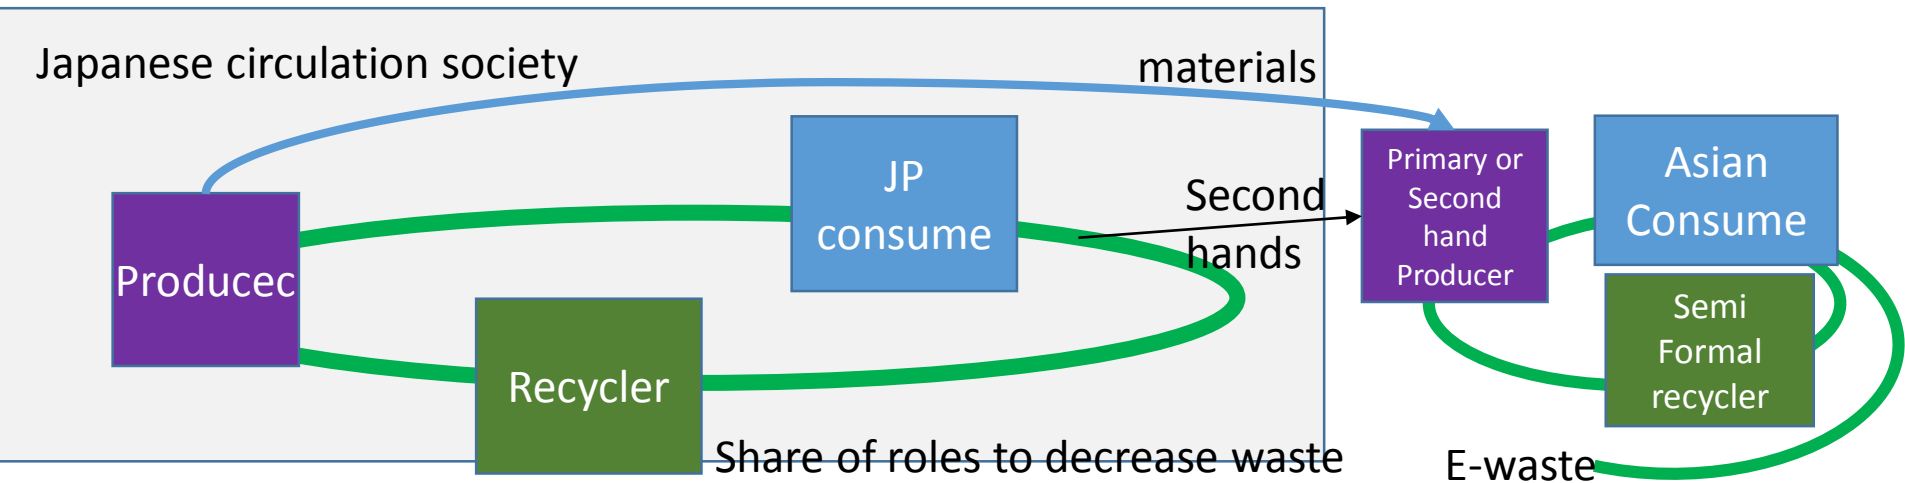 Japanese circulation society
materials
JP
consume
Producec
Recycler
Second
hands
Primary or
Second
hand
Producer
Asian
Consume
Semi
Formal
recycler
Share of roles to decrease waste
E-waste